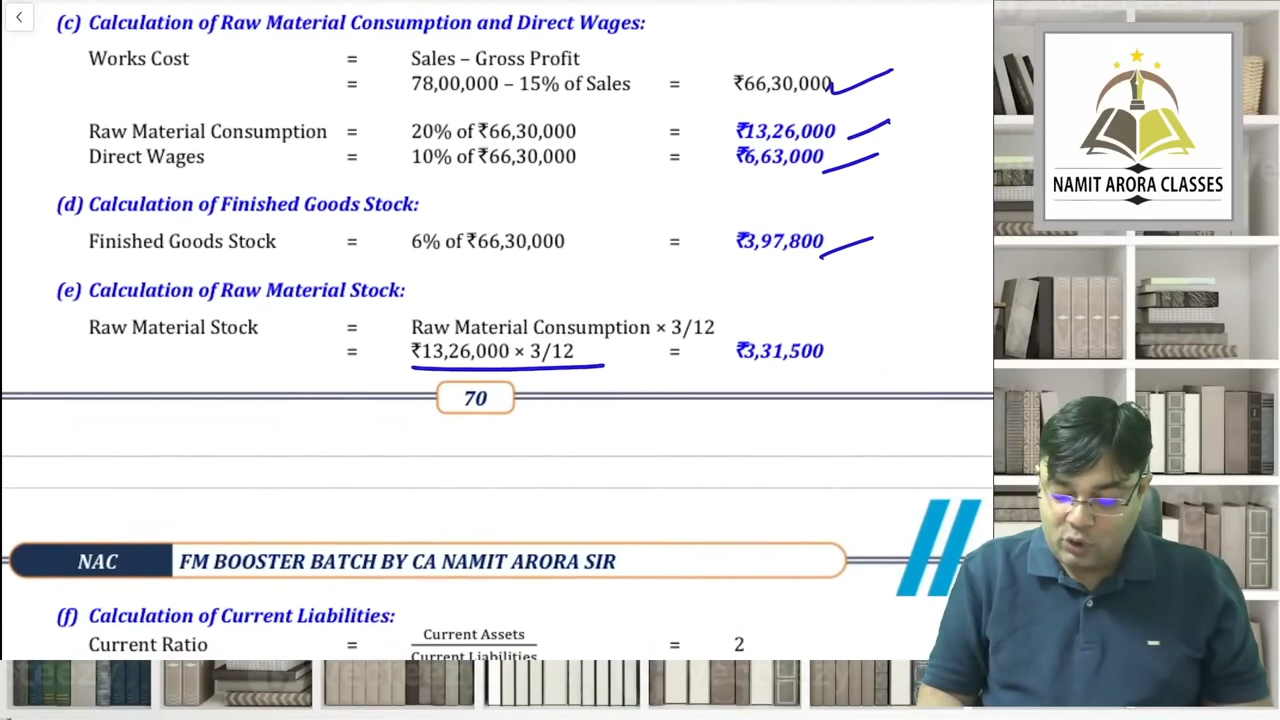 (c) Calculation of Raw Material Consumption and Direct Wages:
Works Cost = Sales – Gross Profit
= 78,00,000 – 15% of Sales = ₹66,30,000
Raw Material Consumption = 20% of ₹66,30,000 = ₹13,26,000
Direct Wages = 10% of ₹66,30,000 = ₹6,63,000
(d) Calculation of Finished Goods Stock:
Finished Goods Stock = 6% of ₹66,30,000 = ₹3,97,800
(e) Calculation of Raw Material Stock:
Raw Material Stock = Raw Material Consumption × 3/12
= ₹13,26,000 × 3/12 = ₹3,31,500
70
NAC FM BOOSTER BATCH BY CA NAMIT ARORA SIR
(f) Calculation of Current Liabilities:
Current Ratio = Current Assets = 2
Current Liabilities
NAMIT ARORA CLASSES